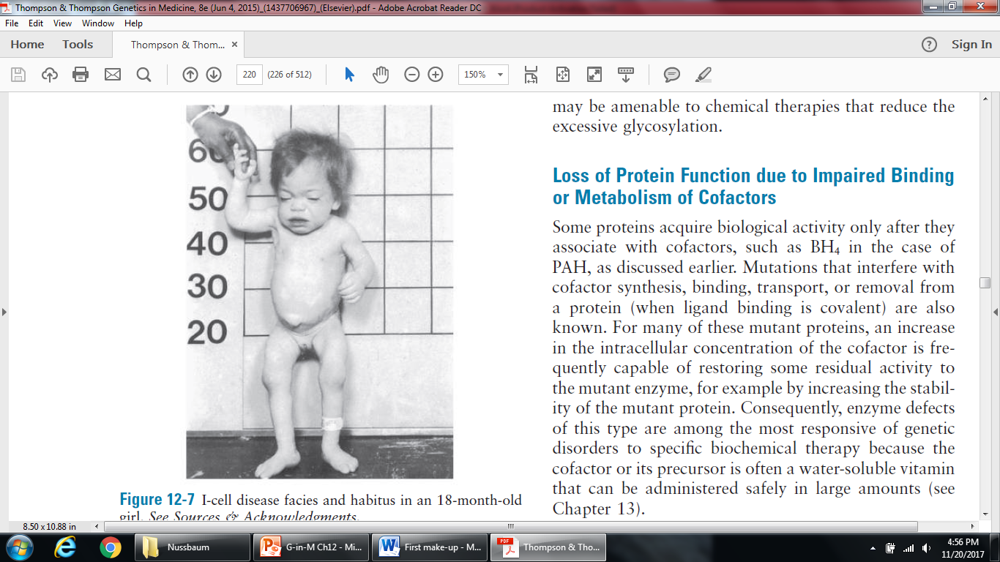 Thompson & Thompson Genetics in Medicine, 8e (Jun 4, 2015)_(1437706967)_(Elsevier).pdf - Adobe Acrobat Reader DC
File Edit View Window Help
Home Tools Thompson & Thom... × ? Sign In
220 (226 of 512) 150%
60
50
40
30
20
Figure 12-7 I-cell disease facies and habitus in an 18-month-old
girl. See Sources & Acknowledgments.
may be amenable to chemical therapies that reduce the
excessive glycosylation.
Loss of Protein Function due to Impaired Binding
or Metabolism of Cofactors
Some proteins acquire biological activity only after they
associate with cofactors, such as BH4 in the case of
PAH, as discussed earlier. Mutations that interfere with
cofactor synthesis, binding, transport, or removal from
a protein (when ligand binding is covalent) are also
known. For many of these mutant proteins, an increase
in the intracellular concentration of the cofactor is fre-
quently capable of restoring some residual activity to
the mutant enzyme, for example by increasing the stabil-
ity of the mutant protein. Consequently, enzyme defects
of this type are among the most responsive of genetic
disorders to specific biochemical therapy because the
cofactor or its precursor is often a water-soluble vitamin
that can be administered safely in large amounts (see
Chapter 13).
8.50 x 10.88 in
Nussbaum
G-in-M Ch12 - Mi...
First make-up - M...
PDF
Thompson & Tho...
4:56 PM
11/20/2017